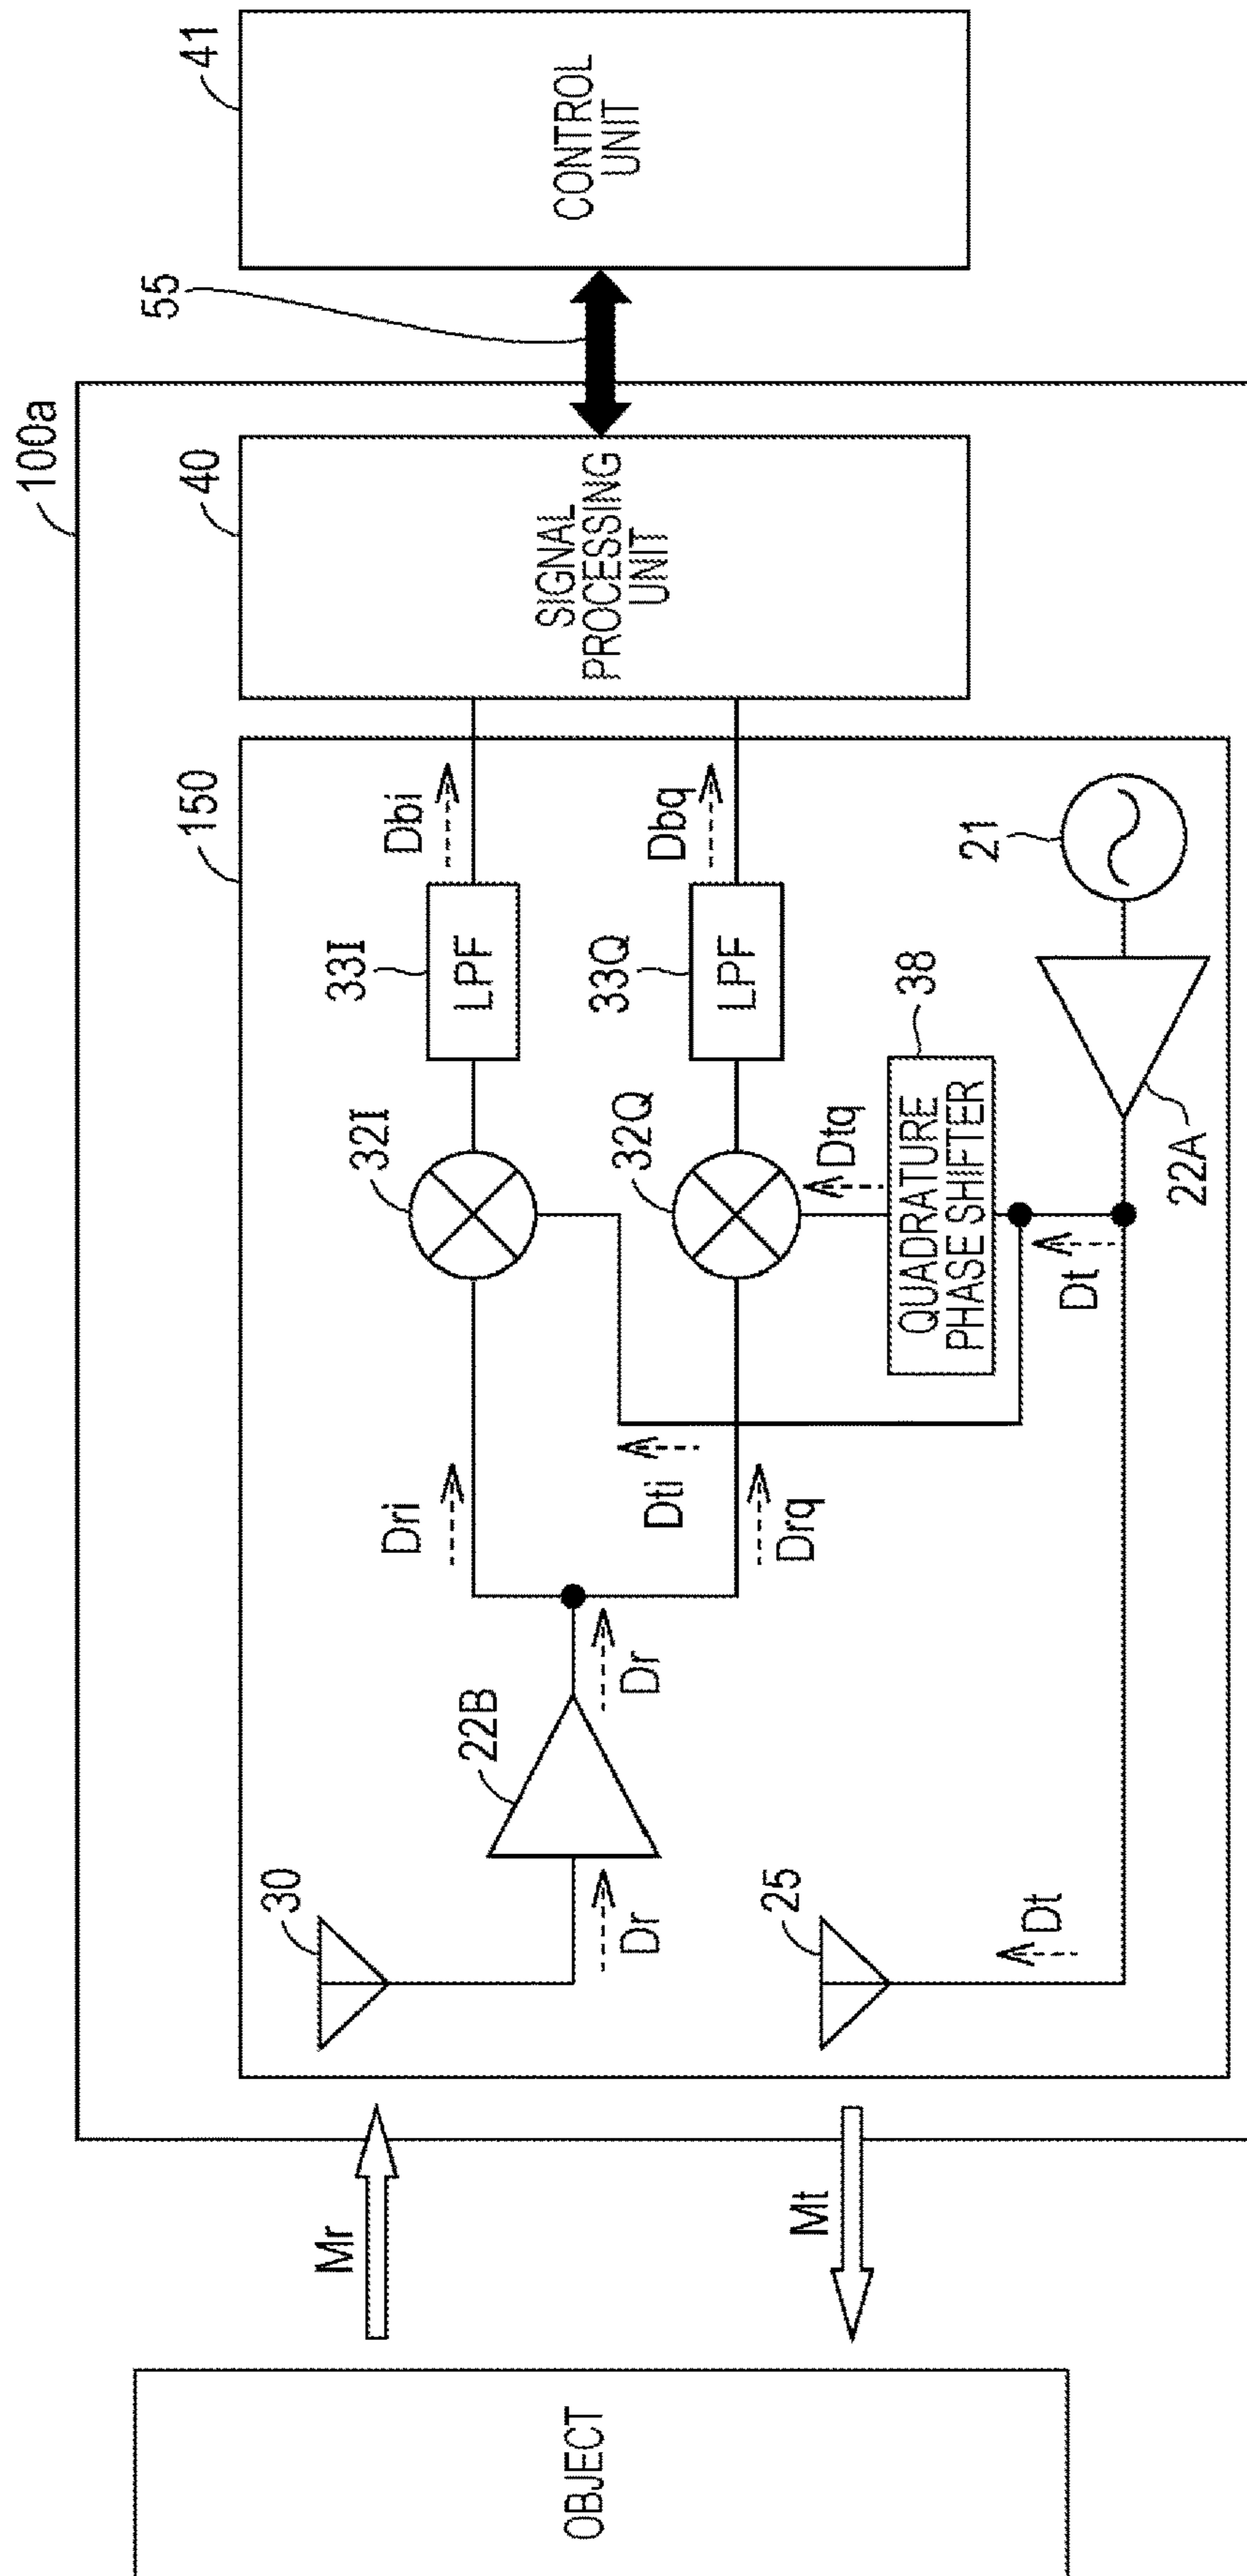 100a
150
40
41
SIGNAL
PROCESSING
UNIT
CONTROL
UNIT
55
OBJECT
Mr
Mt
30
22B
Dr
Dr
Dri
Drq
Dti
32I
32Q
33I
LPF
33Q
LPF
Dbi
Dbq
Dtq
QUADRATURE
PHASE SHIFTER
38
21
22A
Dt
25
Dt